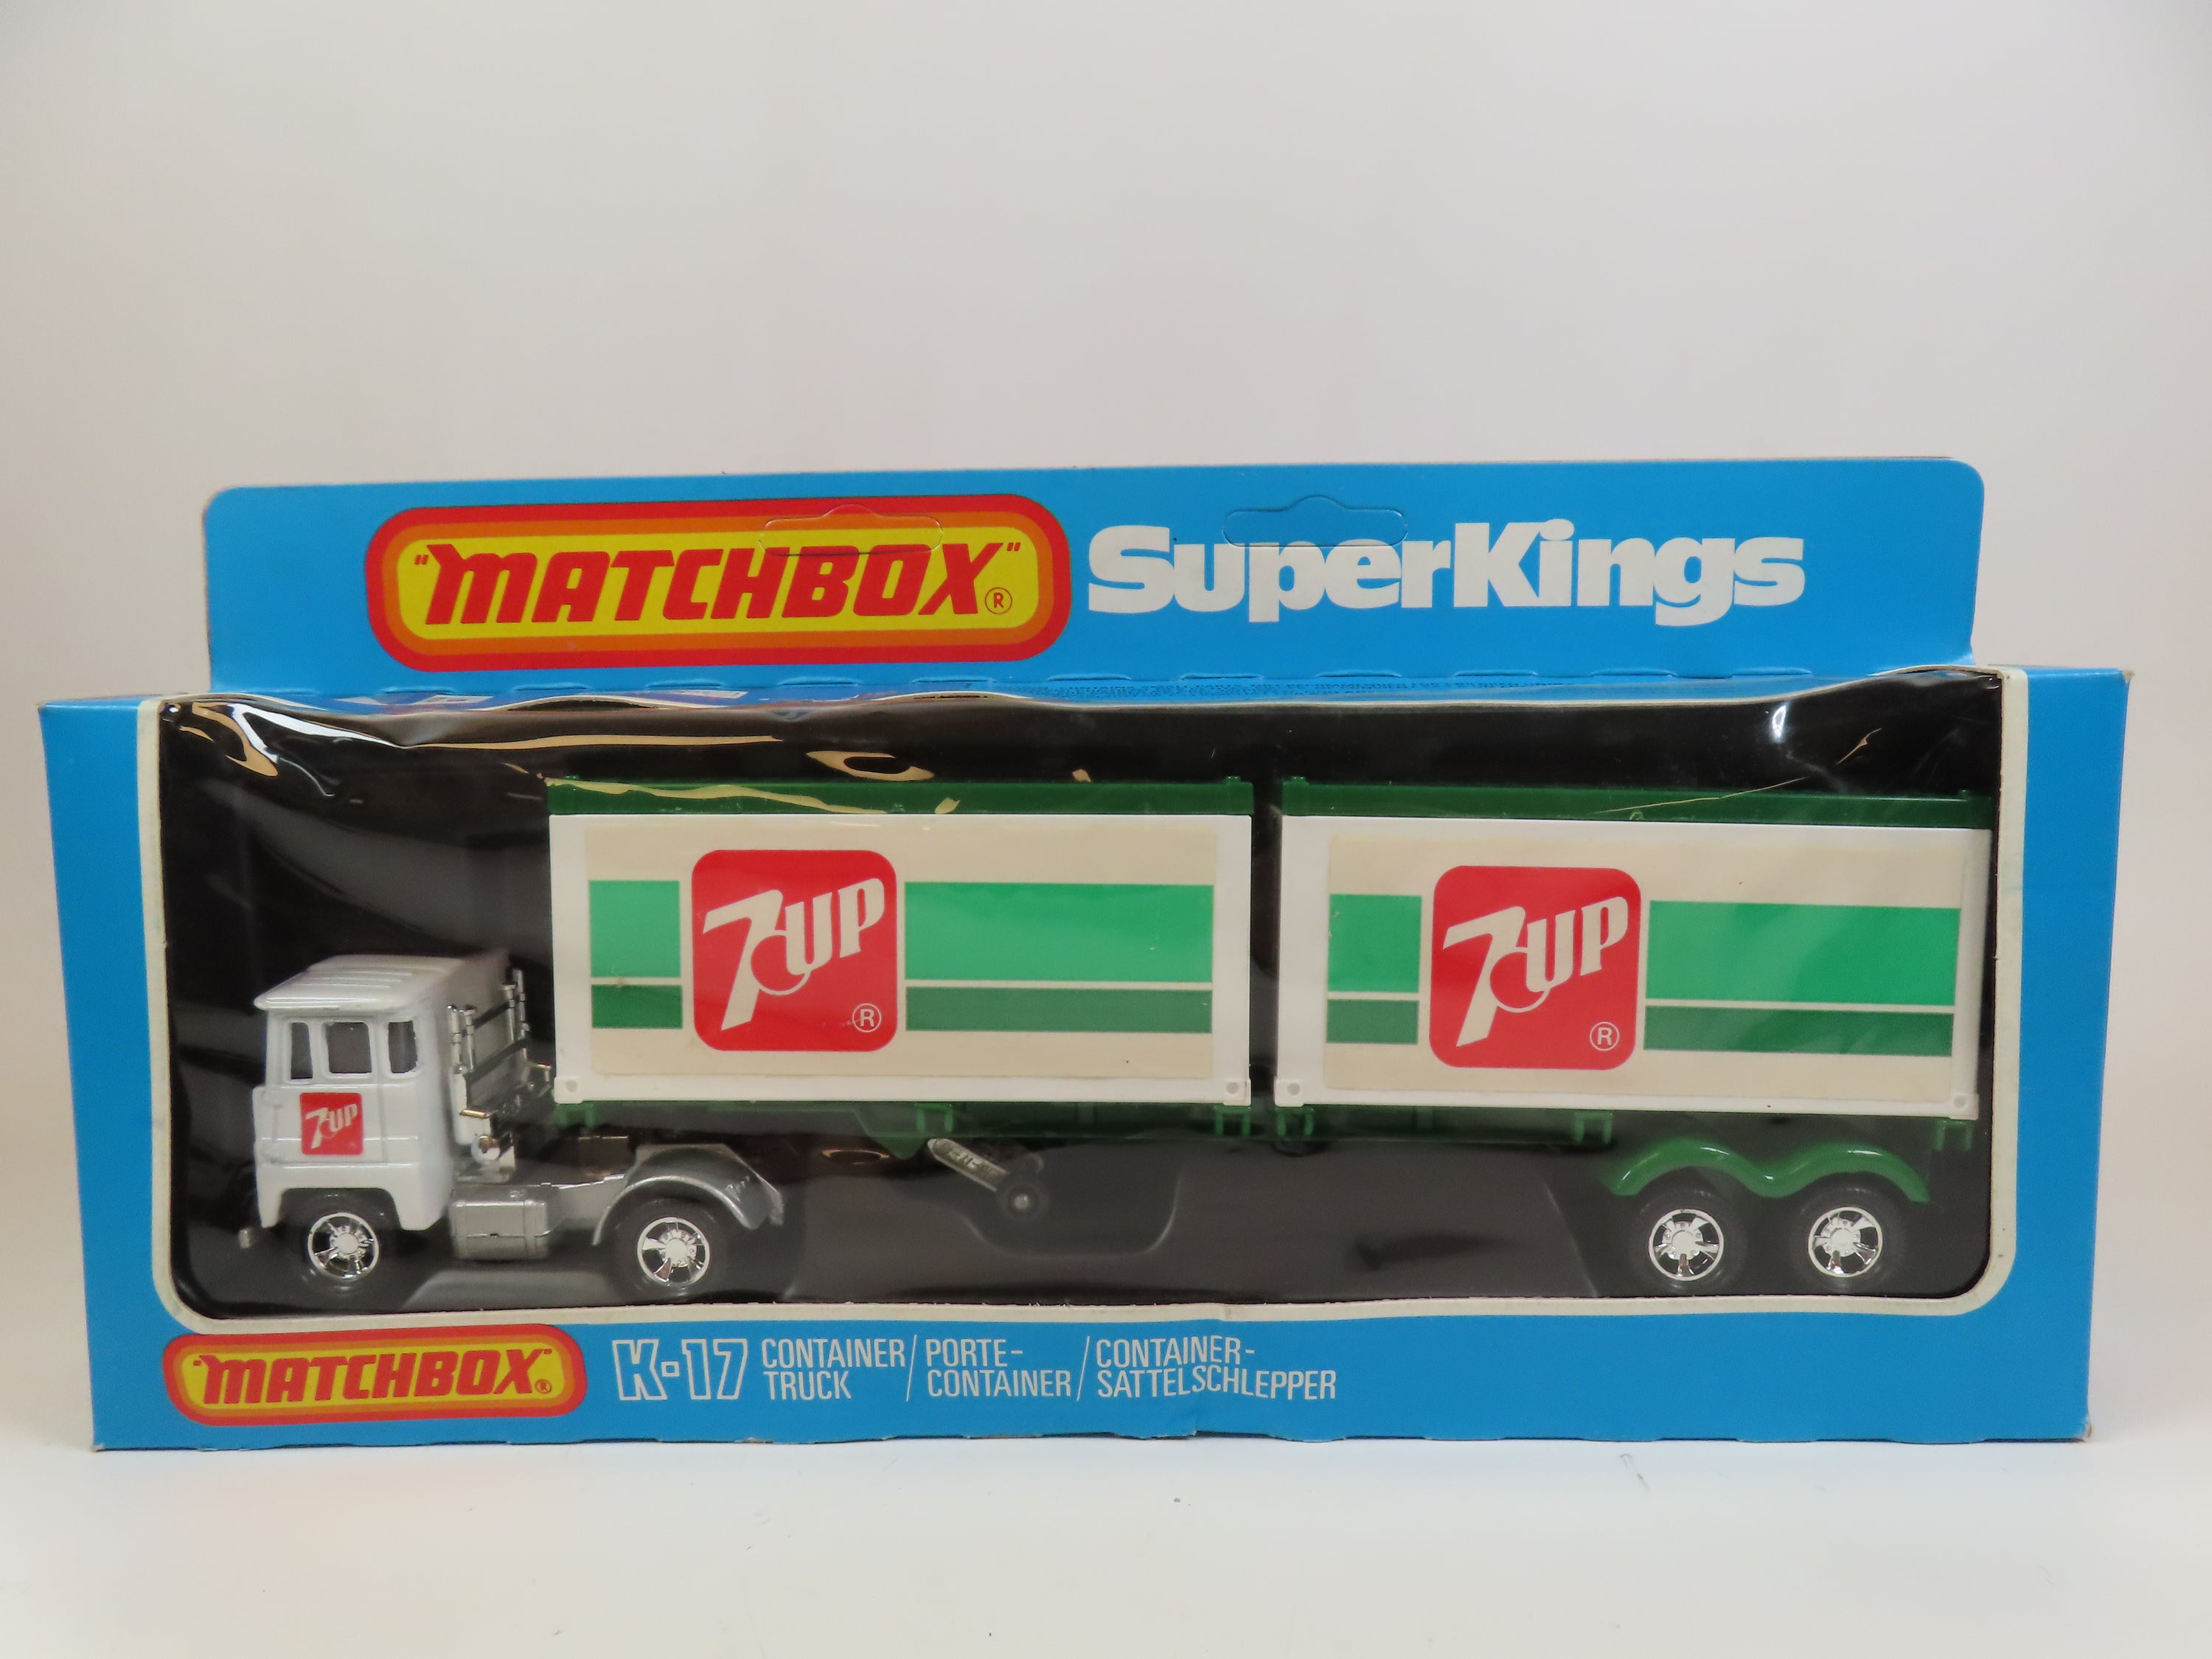 "MATCHBOX"®
SuperKings
7UP ®
7UP ®
7UP
"MATCHBOX"®
K-17 CONTAINER TRUCK / PORTE-CONTAINER / CONTAINER-SATTELSCHLEPPER